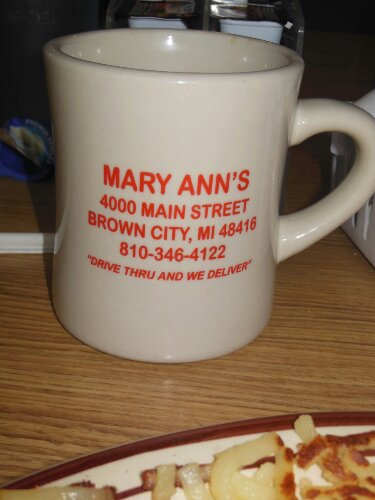 MARY ANN'S
4000 MAIN STREET
BROWN CITY, MI 48416
810-346-4122
"DRIVE THRU AND WE DELIVER"